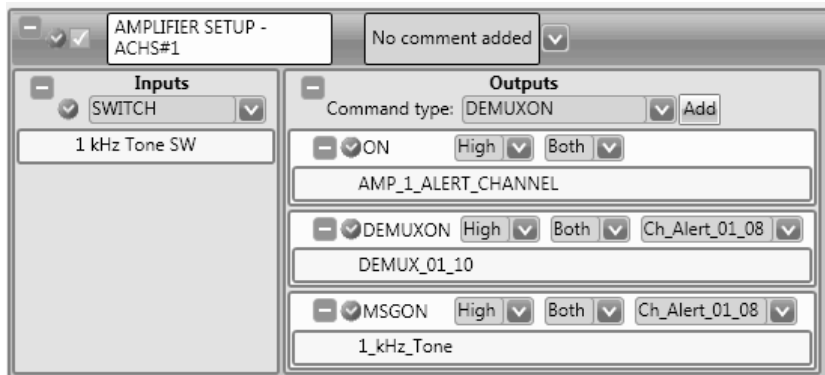 AMPLIFIER SETUP -
ACHS#1
No comment added
Inputs
SWITCH
1 kHz Tone SW
Outputs
Command type: DEMUXON Add
ON High Both
AMP_1_ALERT_CHANNEL
DEMUXON High Both Ch_Alert_01_08
DEMUX_01_10
MSGON High Both Ch_Alert_01_08
1_kHz_Tone